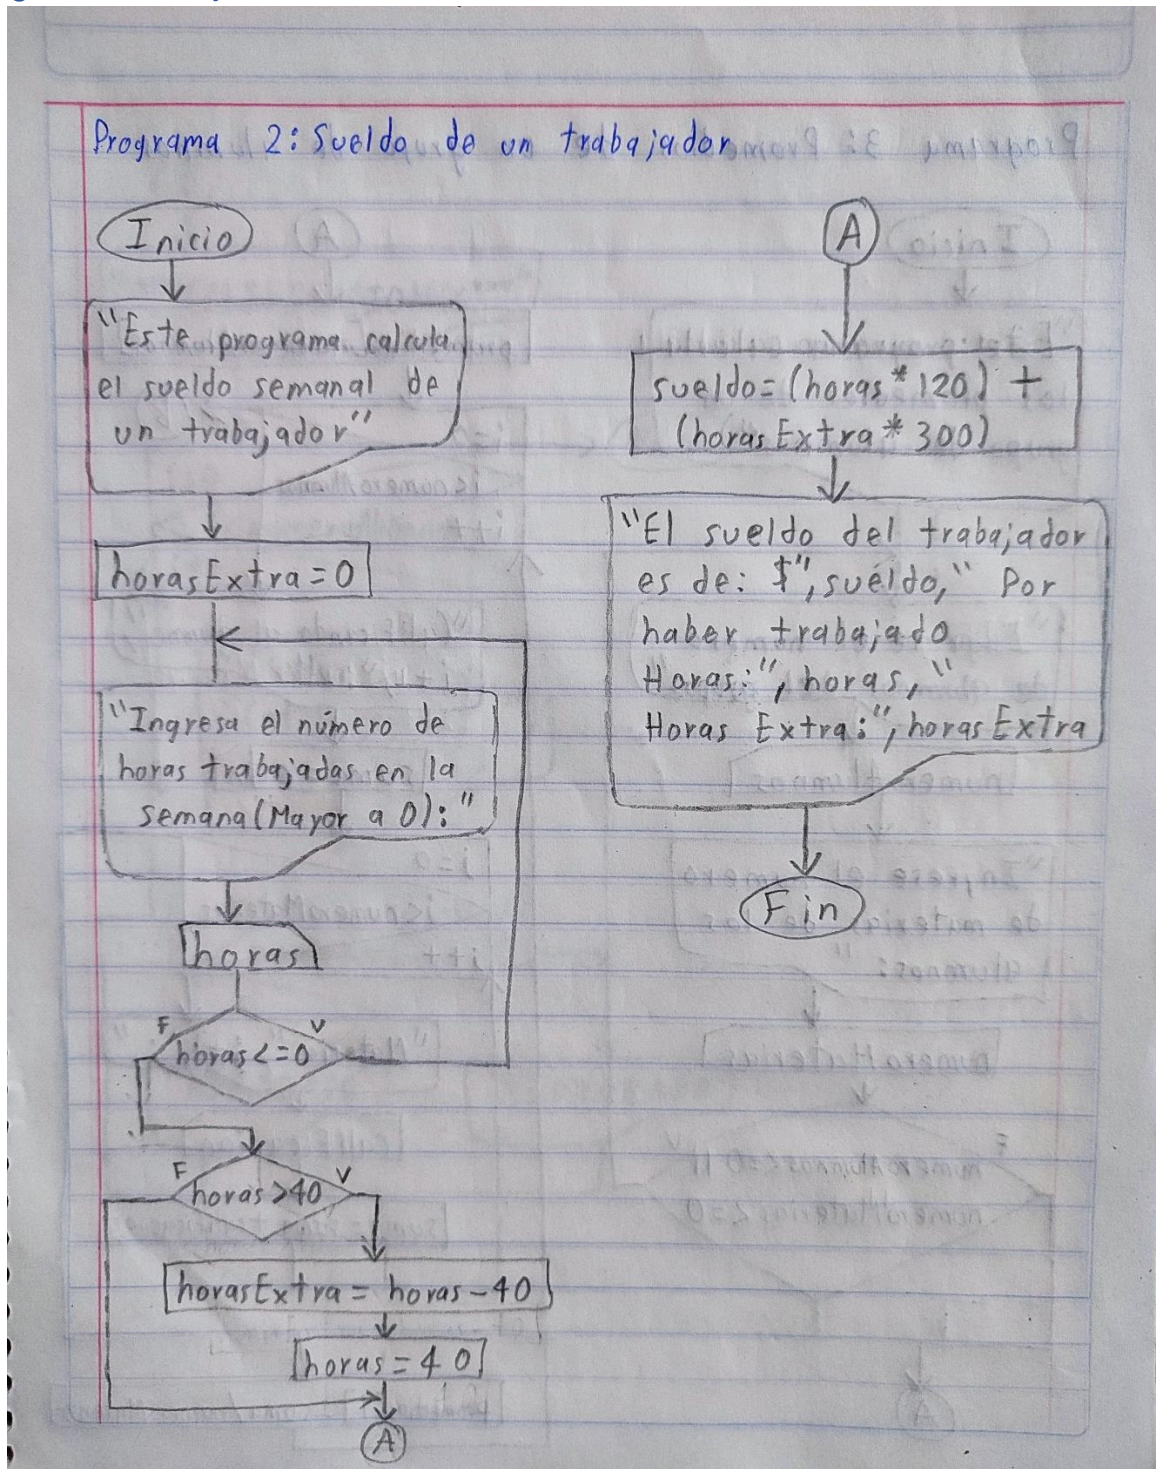 Programa 2: Sueldo de un trabajador
Inicio
"Este programa calcula
el sueldo semanal de
un trabajador"
horasExtra=0
"Ingresa el número de
horas trabajadas en la
semana(Mayor a 0):"
horas
F
V
horas<=0
F
V
horas>40
horasExtra= horas-40
horas=40
A
A
sueldo=(horas*120) +
(horasExtra*300)
"El sueldo del trabajador
es de: $",sueldo," Por
haber trabajado
Horas:",horas,"
Horas Extra:",horasExtra
Fin